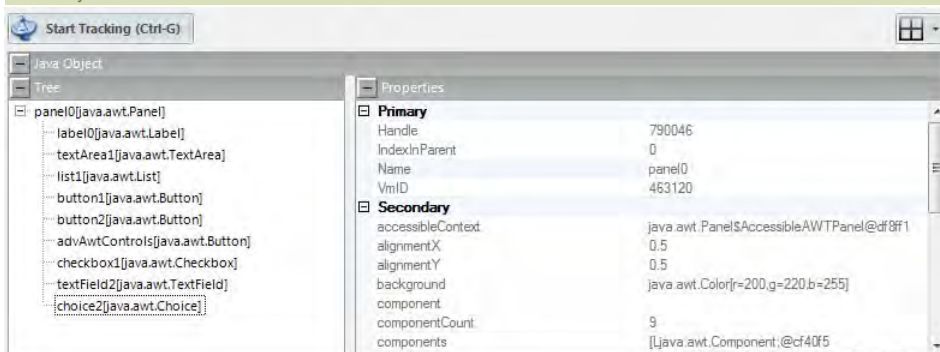 Start Tracking (Ctrl-G)
Java Object
Tree
panel0[java.awt.Panel]
label0[java.awt.Label]
textArea1[java.awt.TextArea]
list1[java.awt.List]
button1[java.awt.Button]
button2[java.awt.Button]
advAwtControls[java.awt.Button]
checkbox1[java.awt.Checkbox]
textField2[java.awt.TextField]
choice2[java.awt.Choice]
Properties
Primary
Handle 790046
IndexInParent 0
Name panel0
VmID 463120
Secondary
accessibleContext java.awt.Panel$AccessibleAWTPanel@df8ff1
alignmentX 0.5
alignmentY 0.5
background java.awt.Color[r=200,g=220,b=255]
component
componentCount 9
components [Ljava.awt.Component;@cf40f5